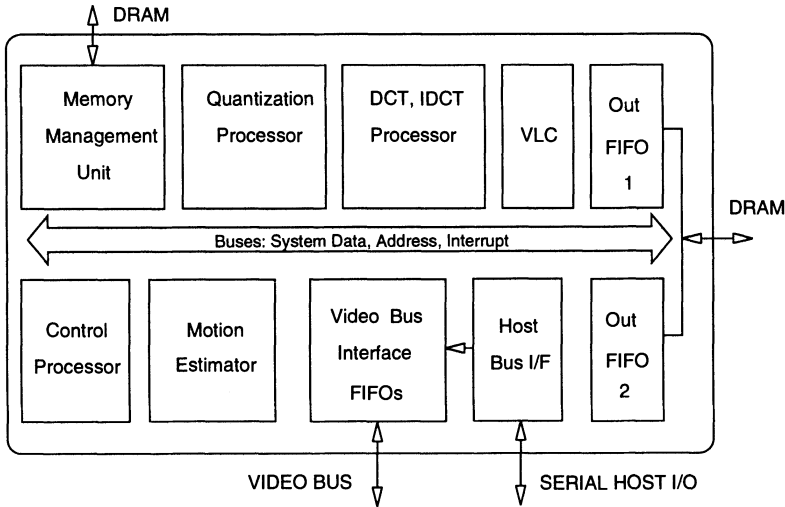 DRAM
Memory
Management
Unit
Quantization
Processor
DCT, IDCT
Processor
VLC
Out
FIFO
1
DRAM
Buses: System Data, Address, Interrupt
Control
Processor
Motion
Estimator
Video Bus
Interface
FIFOs
Host
Bus I/F
Out
FIFO
2
VIDEO BUS
SERIAL HOST I/O